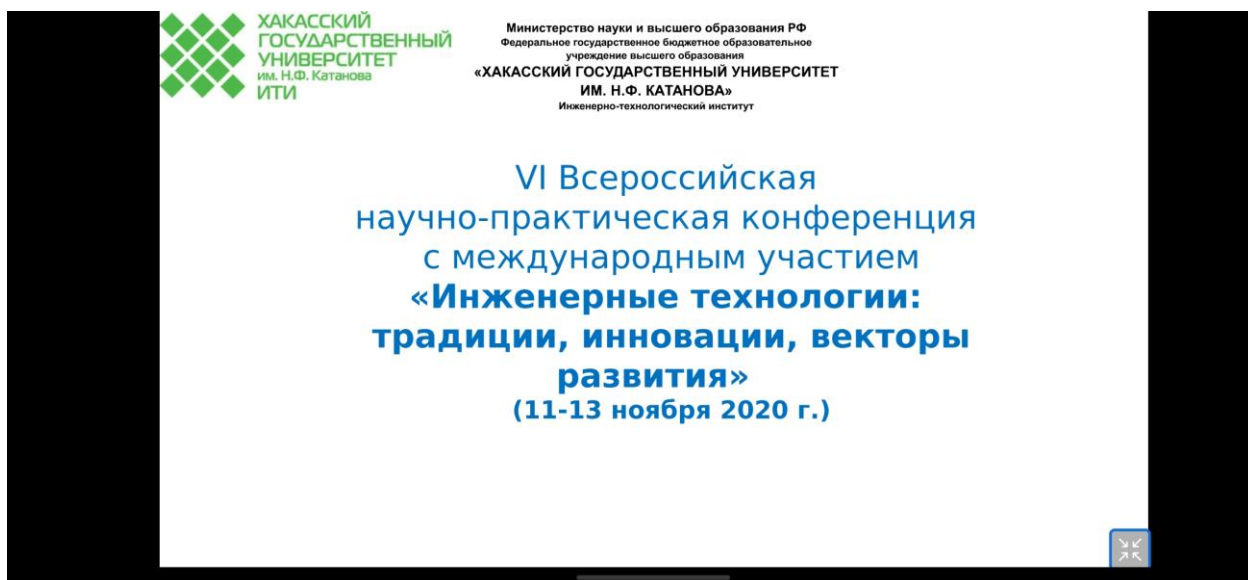 ХАКАССКИЙ
ГОСУДАРСТВЕННЫЙ
УНИВЕРСИТЕТ
им. Н.Ф. Катанова
ИТИ
Министерство науки и высшего образования РФ
Федеральное государственное бюджетное образовательное
учреждение высшего образования
«ХАКАССКИЙ ГОСУДАРСТВЕННЫЙ УНИВЕРСИТЕТ
ИМ. Н.Ф. КАТАНОВА»
Инженерно-технологический институт
VI Всероссийская
научно-практическая конференция
с международным участием
«Инженерные технологии:
традиции, инновации, векторы
развития»
(11-13 ноября 2020 г.)